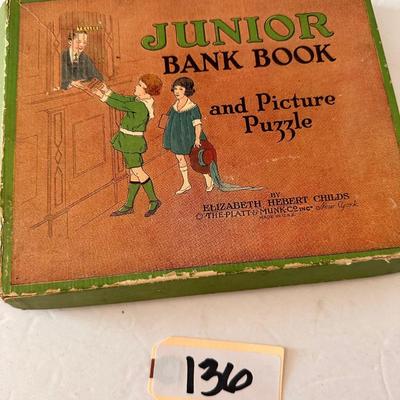 JUNIOR
BANK BOOK
and Picture
Puzzle
BY
ELIZABETH HEBERT CHILDS
© THE PLATT & MUNK CO. INC. New York
MADE IN U.S.A.
136